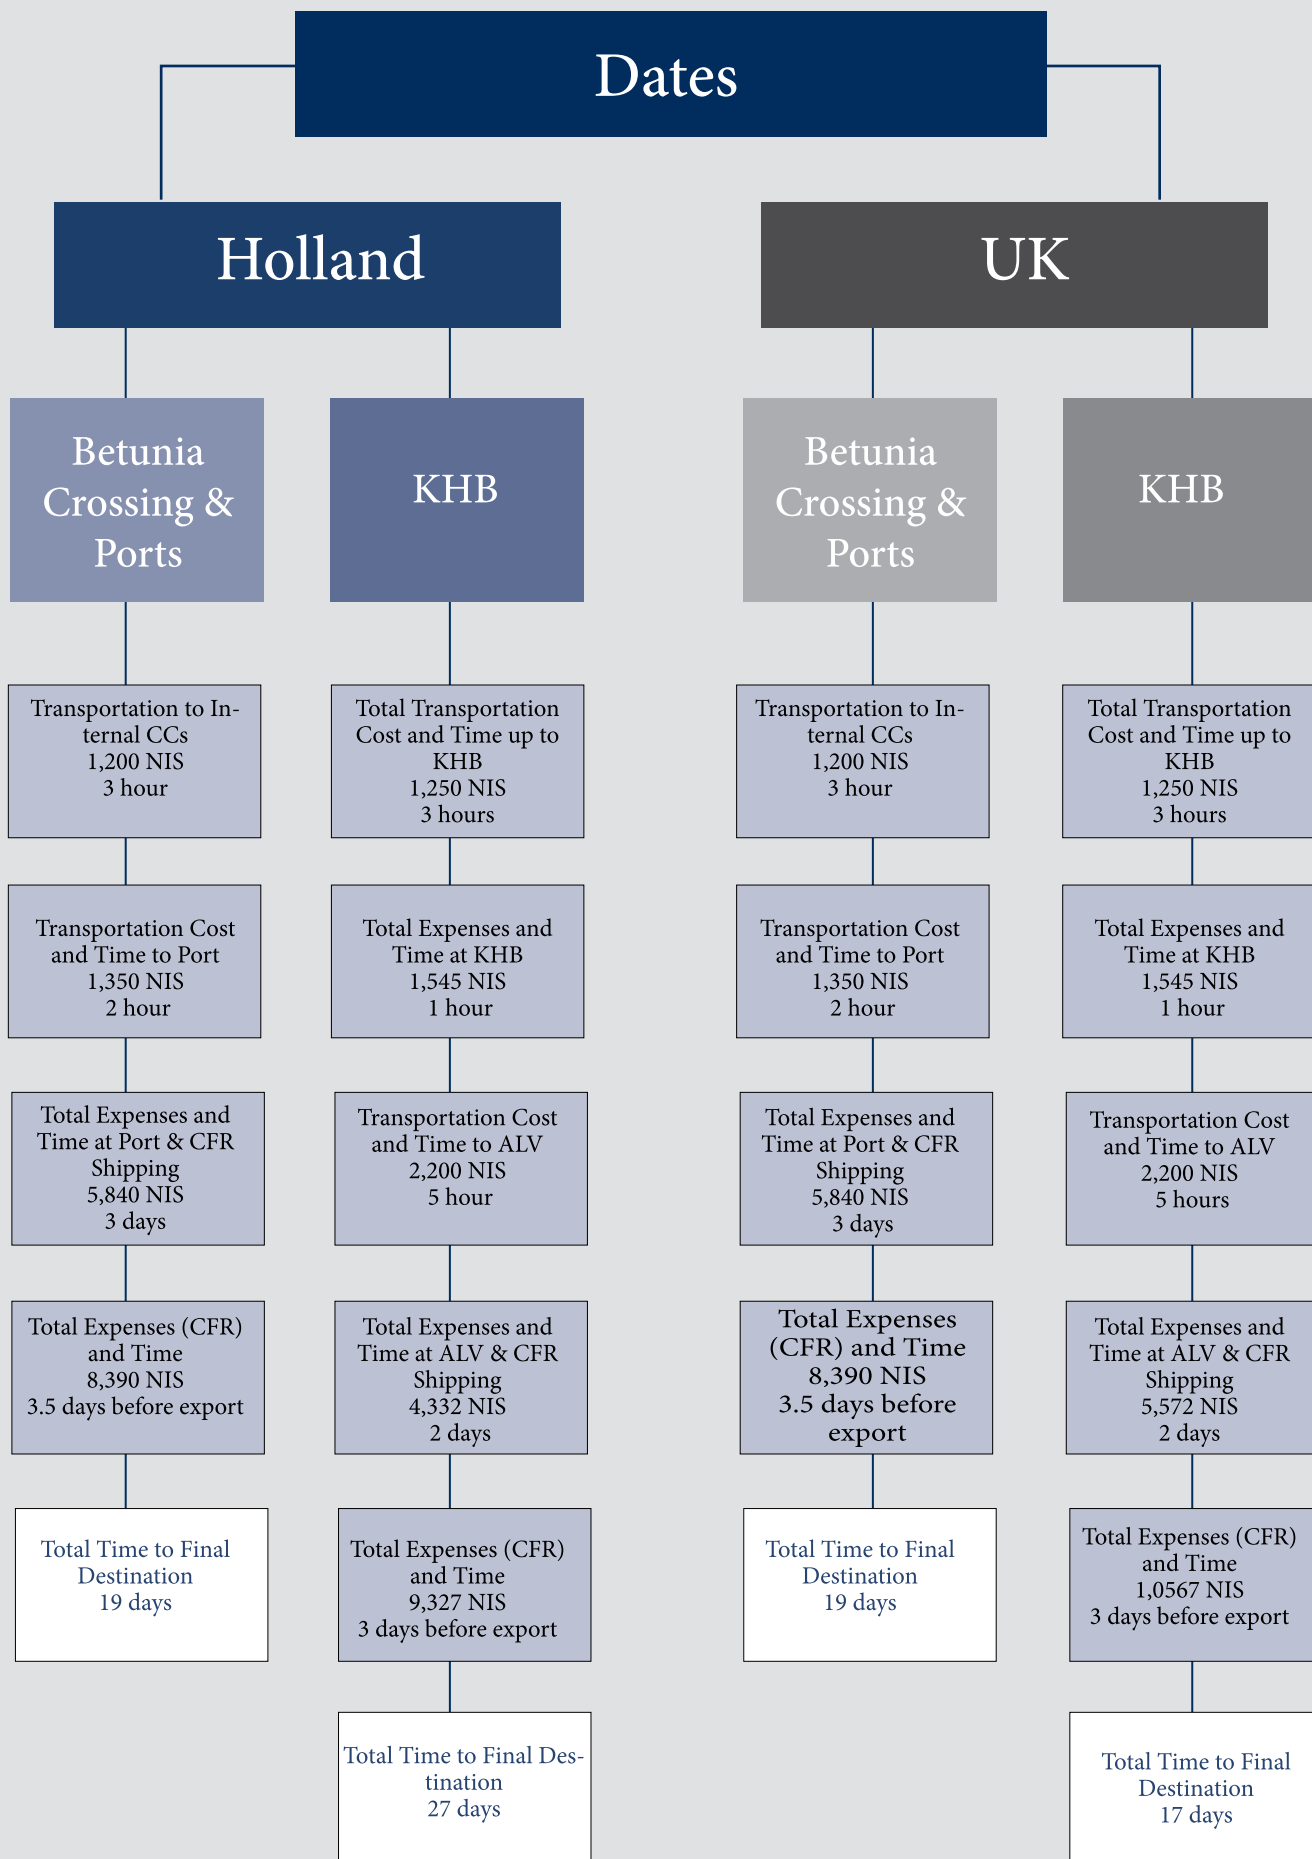 Dates
Holland
Betunia
Crossing &
Ports
Transportation to In-
ternal CCs
1,200 NIS
3 hour
Transportation Cost
and Time to Port
1,350 NIS
2 hour
Total Expenses and
Time at Port & CFR
Shipping
5,840 NIS
3 days
Total Expenses (CFR)
and Time
8,390 NIS
3.5 days before export
Total Time to Final
Destination
19 days
KHB
Total Transportation
Cost and Time up to
KHB
1,250 NIS
3 hours
Total Expenses and
Time at KHB
1,545 NIS
1 hour
Transportation Cost
and Time to ALV
2,200 NIS
5 hour
Total Expenses and
Time at ALV & CFR
Shipping
4,332 NIS
2 days
Total Expenses (CFR)
and Time
9,327 NIS
3 days before export
Total Time to Final Des-
tination
27 days
UK
Betunia
Crossing &
Ports
Transportation to In-
ternal CCs
1,200 NIS
3 hour
Transportation Cost
and Time to Port
1,350 NIS
2 hour
Total Expenses and
Time at Port & CFR
Shipping
5,840 NIS
3 days
Total Expenses
(CFR) and Time
8,390 NIS
3.5 days before
export
Total Time to Final
Destination
19 days
KHB
Total Transportation
Cost and Time up to
KHB
1,250 NIS
3 hours
Total Expenses and
Time at KHB
1,545 NIS
1 hour
Transportation Cost
and Time to ALV
2,200 NIS
5 hours
Total Expenses and
Time at ALV & CFR
Shipping
5,572 NIS
2 days
Total Expenses (CFR)
and Time
1,0567 NIS
3 days before export
Total Time to Final
Destination
17 days